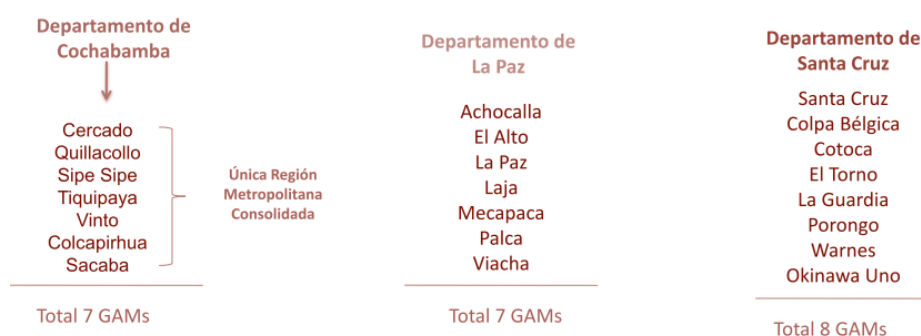 Departamento de
Cochabamba
Cercado
Quillacollo
Sipe Sipe
Tiquipaya
Vinto
Colcapirhua
Sacaba
Única Región
Metropolitana
Consolidada
Total 7 GAMs
Departamento de
La Paz
Achocalla
El Alto
La Paz
Laja
Mecapaca
Palca
Viacha
Total 7 GAMs
Departamento de
Santa Cruz
Santa Cruz
Colpa Bélgica
Cotoca
El Torno
La Guardia
Porongo
Warnes
Okinawa Uno
Total 8 GAMs